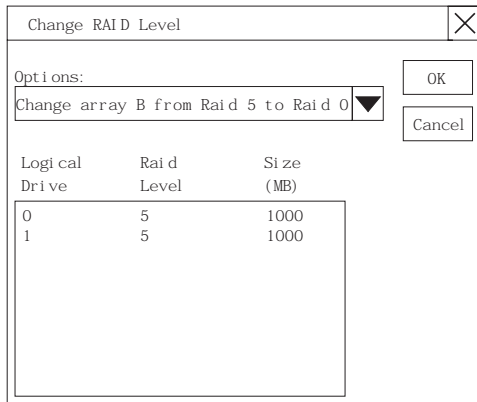 Change RAID Level
Options:
OK
Change array B from Raid 5 to Raid 0
Cancel
Logical Raid Size
Drive Level (MB)
0 5 1000
1 5 1000